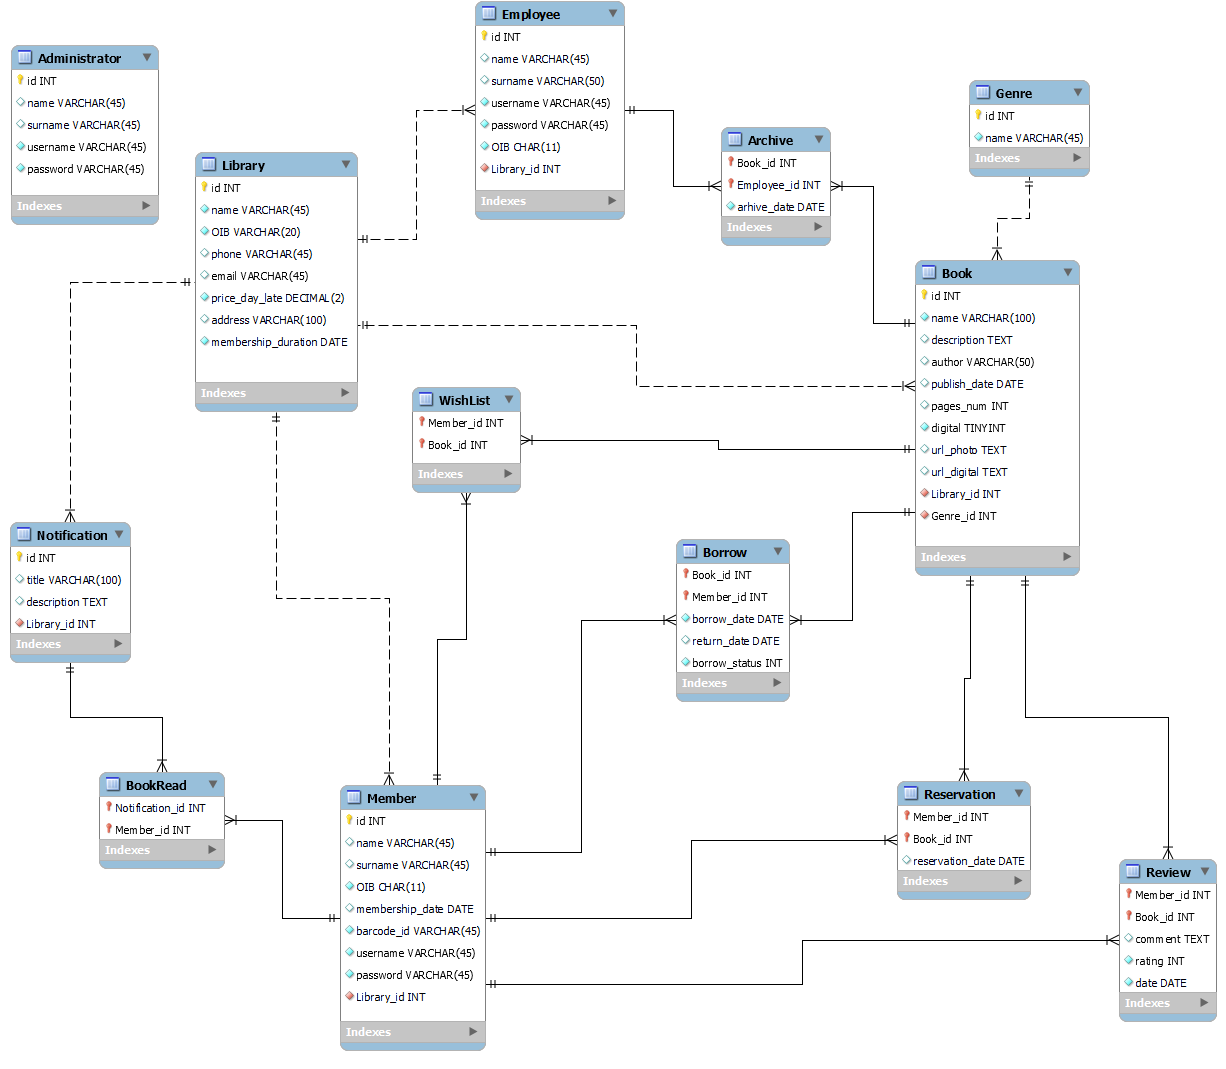 Employee
id INT
name VARCHAR(45)
surname VARCHAR(50)
username VARCHAR(45)
password VARCHAR(45)
OIB CHAR(11)
Library_id INT
Indexes
Administrator
id INT
name VARCHAR(45)
surname VARCHAR(45)
username VARCHAR(45)
password VARCHAR(45)
Indexes
Genre
id INT
name VARCHAR(45)
Indexes
Archive
Book_id INT
Employee_id INT
arhive_date DATE
Indexes
Library
id INT
name VARCHAR(45)
OIB VARCHAR(20)
phone VARCHAR(45)
email VARCHAR(45)
price_day_late DECIMAL(2)
address VARCHAR(100)
membership_duration DATE
Indexes
Book
id INT
name VARCHAR(100)
description TEXT
author VARCHAR(50)
publish_date DATE
pages_num INT
digital TINYINT
url_photo TEXT
url_digital TEXT
Library_id INT
Genre_id INT
Indexes
WishList
Member_id INT
Book_id INT
Indexes
Notification
id INT
title VARCHAR(100)
description TEXT
Library_id INT
Indexes
Borrow
Book_id INT
Member_id INT
borrow_date DATE
return_date DATE
borrow_status INT
Indexes
BookRead
Notification_id INT
Member_id INT
Indexes
Member
id INT
name VARCHAR(45)
surname VARCHAR(45)
OIB CHAR(11)
membership_date DATE
barcode_id VARCHAR(45)
username VARCHAR(45)
password VARCHAR(45)
Library_id INT
Indexes
Reservation
Member_id INT
Book_id INT
reservation_date DATE
Indexes
Review
Member_id INT
Book_id INT
comment TEXT
rating INT
date DATE
Indexes